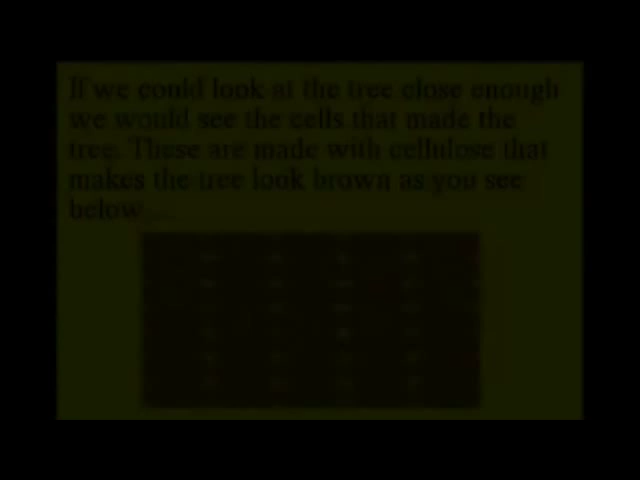 If we could look at the tree close enough
we would see the cells that made the
tree. These are made with cellulose that
makes the tree look brown as you see
below...